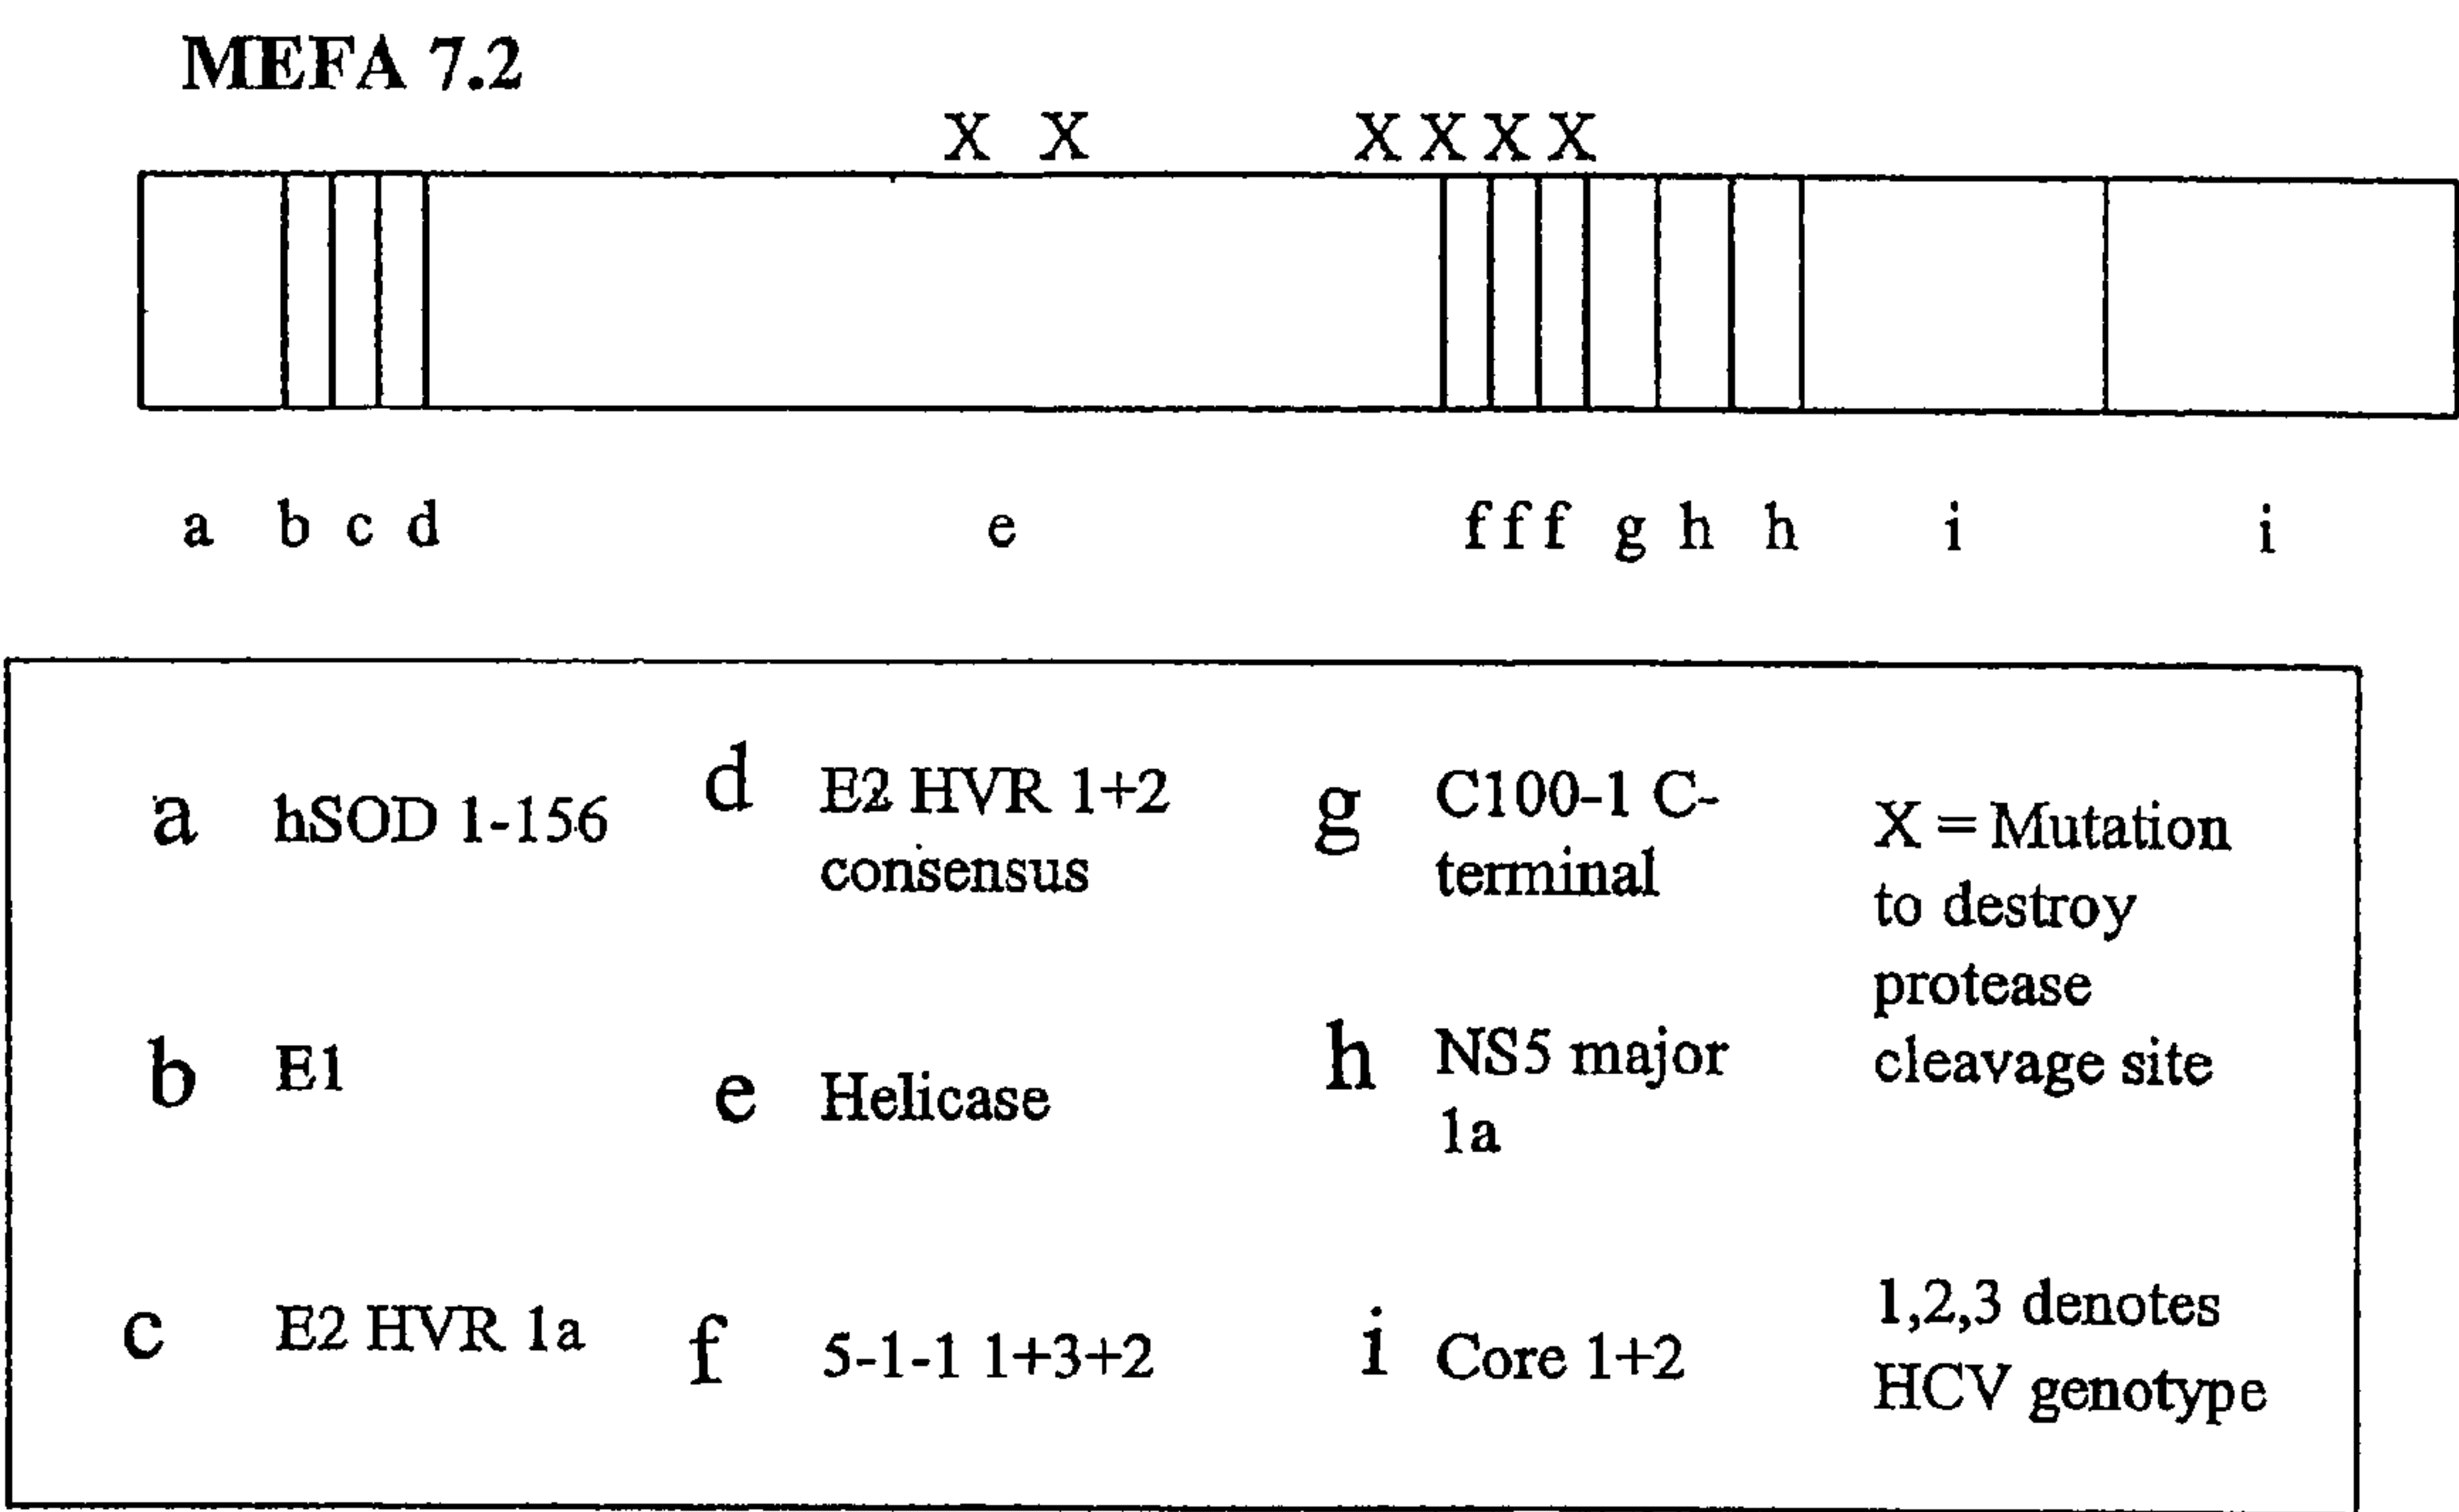 MEFA 7.2
X X X X X X
a b c d e f f f g h h i i
a hSOD 1-156
d E2 HVR 1+2
consensus
g C100-1 C-
terminal
X = Mutation
to destroy
protease
cleavage site
b E1
e Helicase
h NS5 major
1a
c E2 HVR 1a
f 5-1-1 1+3+2
i Core 1+2
1,2,3 denotes
HCV genotype